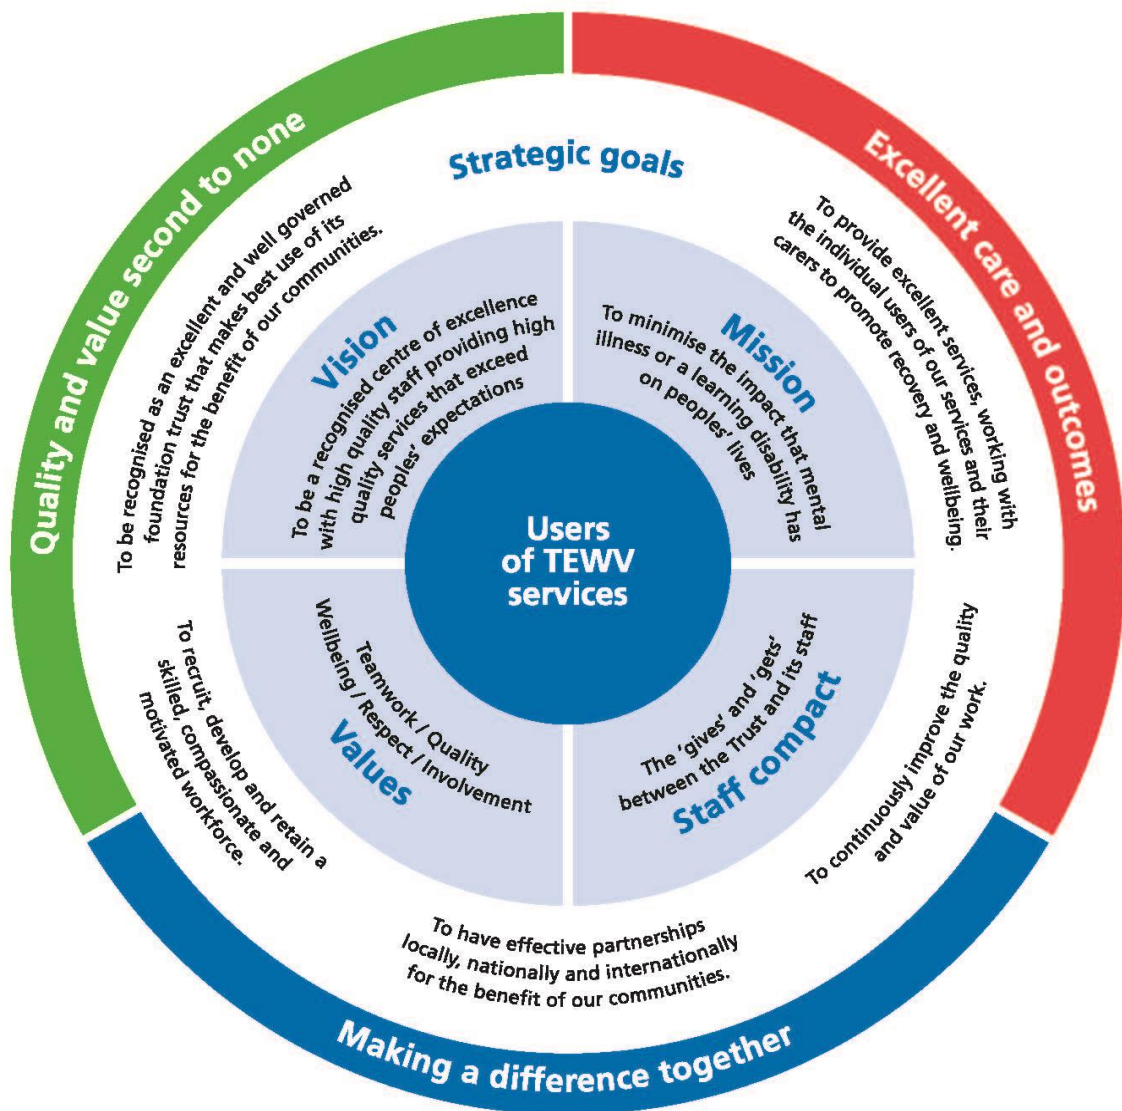 Quality and value second to none
Excellent care and outcomes
Making a difference together
Strategic goals
To provide excellent services, working with
the individual users of our services and their
carers to promote recovery and wellbeing.
To continuously improve the quality
and value of our work.
To have effective partnerships
locally, nationally and internationally
for the benefit of our communities.
To recruit, develop and retain a
skilled, compassionate and
motivated workforce.
To be recognised as an excellent and well governed
foundation trust that makes best use of its
resources for the benefit of our communities.
Vision
To be a recognised centre of excellence
with high quality staff providing high
quality services that exceed
peoples' expectations
Mission
To minimise the impact that mental
illness or a learning disability has
on peoples' lives
The 'gives' and 'gets'
between the Trust and its staff
Staff compact
Teamwork / Quality
Wellbeing / Respect / Involvement
Values
Users
of TEWV
services